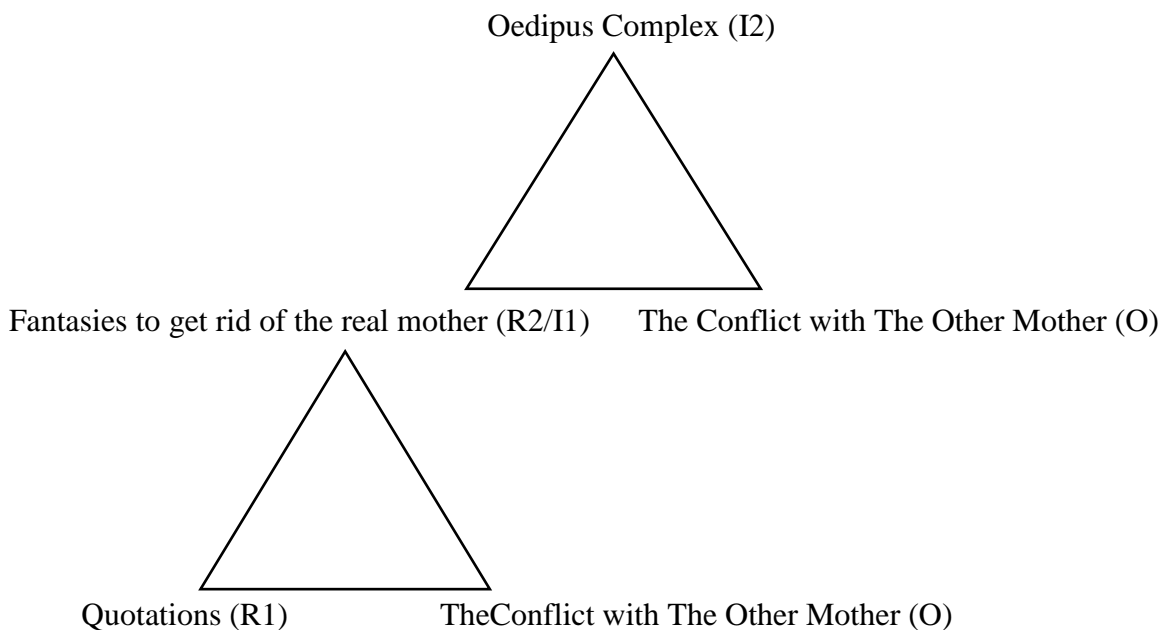 Oedipus Complex (I2)
Fantasies to get rid of the real mother (R2/I1) The Conflict with The Other Mother (O)
Quotations (R1) TheConflict with The Other Mother (O)